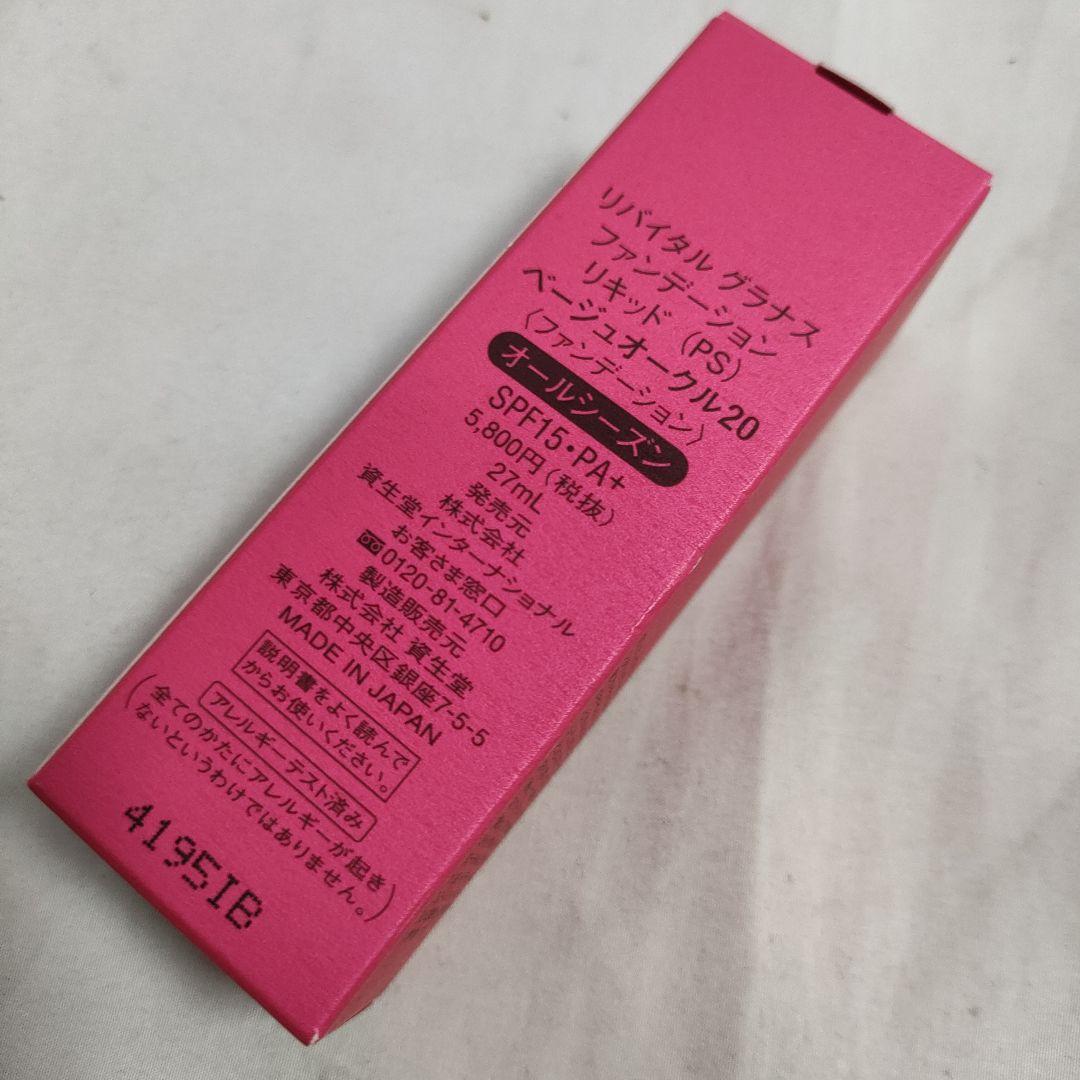 リバイタル グラナス
ファンデーション
リキッド (PS)
ベージュオークル20
〈ファンデーション〉
オールシーズン
SPF15・PA+
5,800円(税抜)
27mL
発売元
株式会社
資生堂インターナショナル
お客さま窓口
0120-81-4710
製造販売元
株式会社 資生堂
東京都中央区銀座7-5-5
MADE IN JAPAN
説明書をよく読んで
からお使いください。
アレルギーテスト済み
(全てのかたにアレルギーが起き
ないというわけではありません。)
4195IB